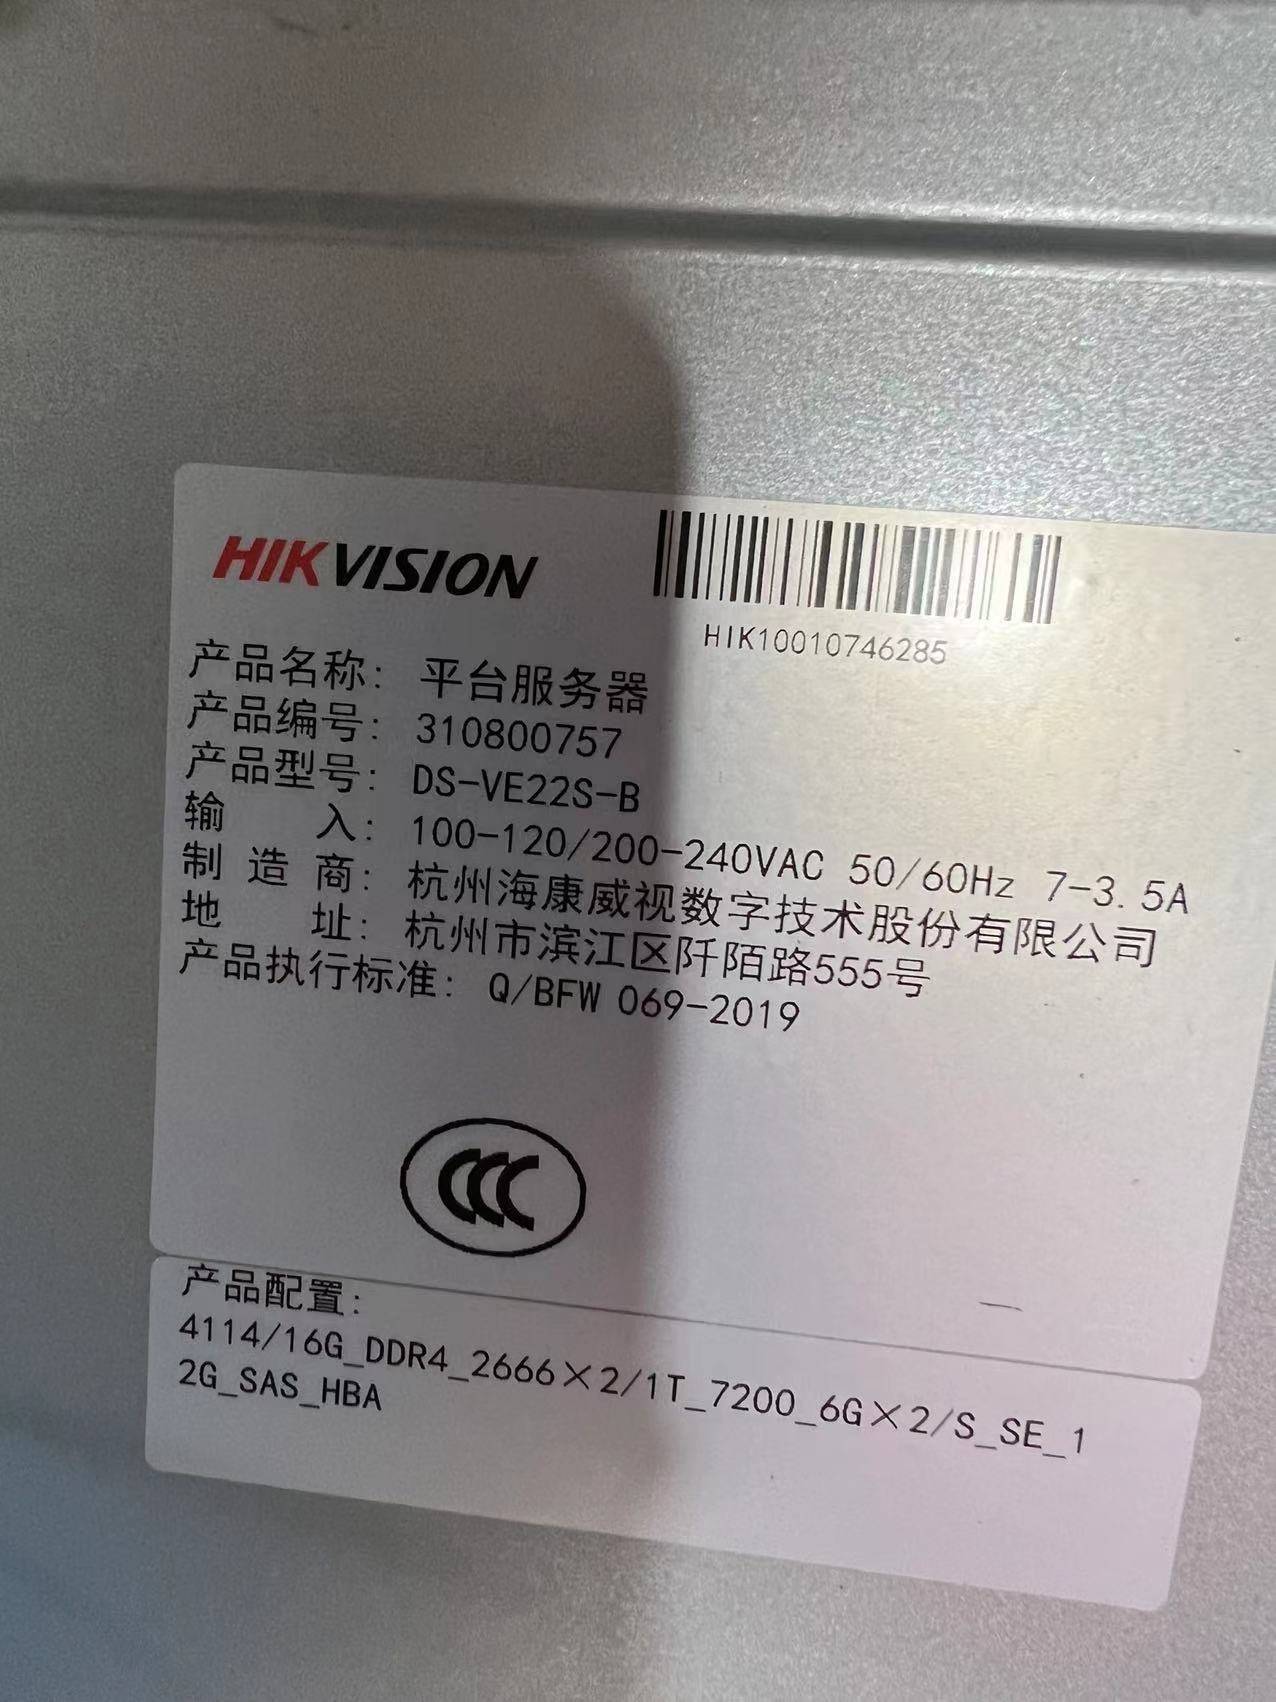 HIKVISION
HIK10010746285
产品名称: 平台服务器
产品编号: 310800757
产品型号: DS-VE22S-B
输 入: 100-120/200-240VAC 50/60Hz 7-3.5A
制 造 商: 杭州海康威视数字技术股份有限公司
地 址: 杭州市滨江区阡陌路555号
产品执行标准: Q/BFW 069-2019
CCC
产品配置:
4114/16G_DDR4_2666×2/1T_7200_6G×2/S_SE_1
2G_SAS_HBA